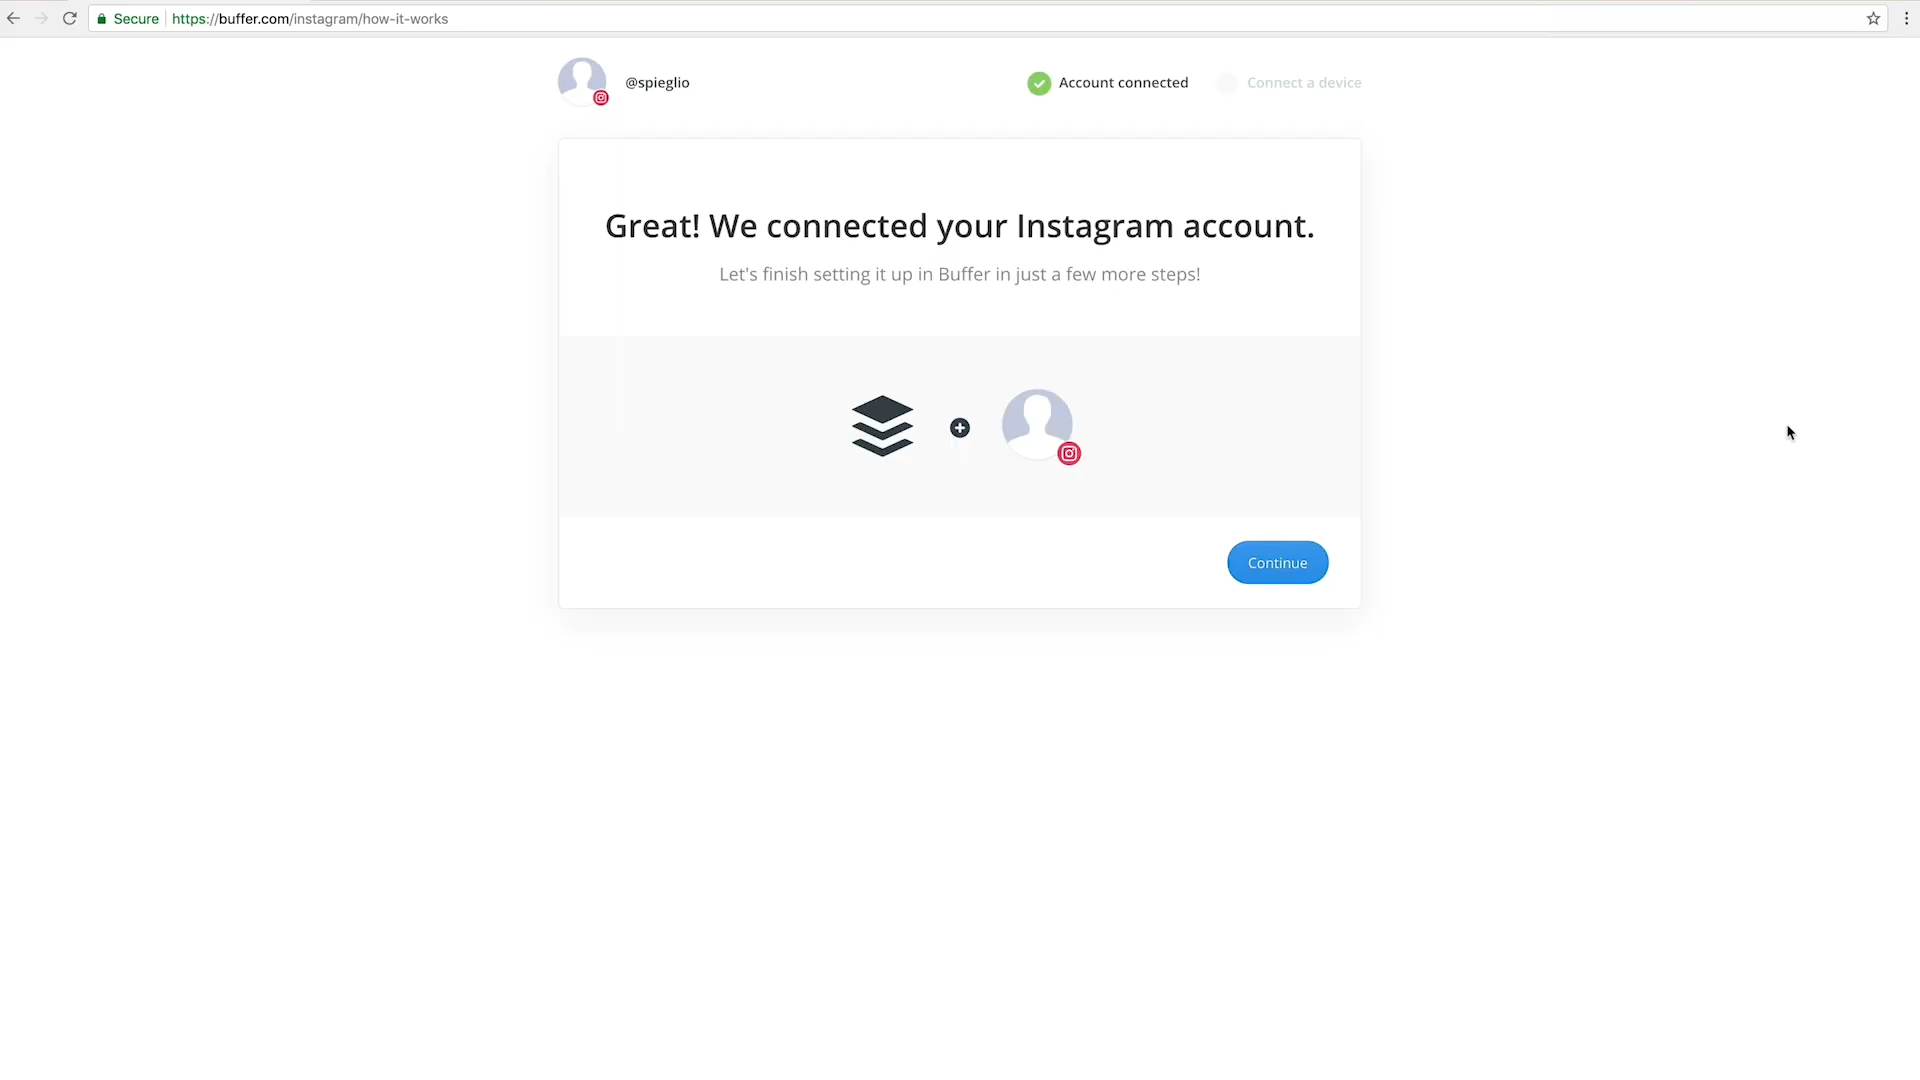 Secure https://buffer.com/instagram/how-it-works
@spieglio
Account connected
Connect a device
Great! We connected your Instagram account.
Let's finish setting it up in Buffer in just a few more steps!
Continue